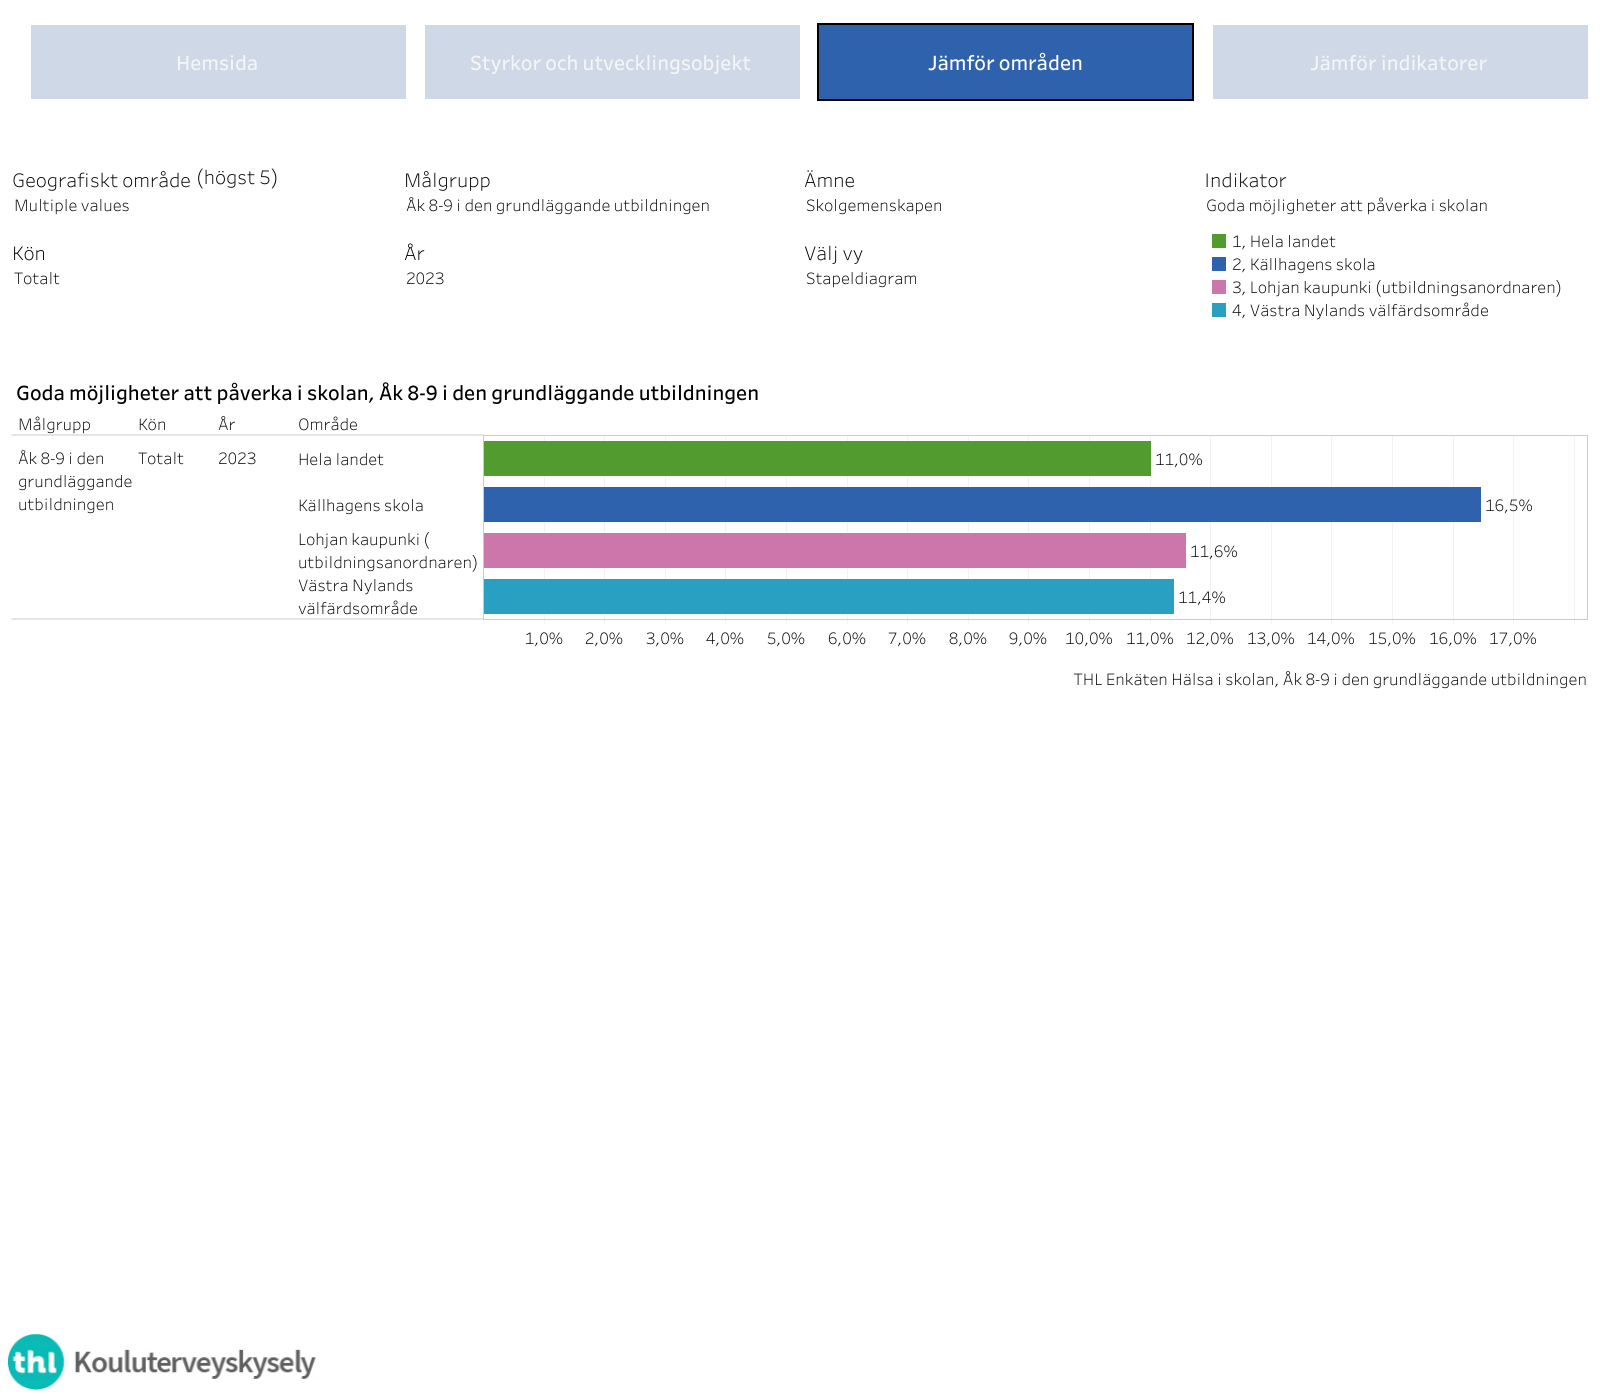 Hemsida
Styrkor och utvecklingsobjekt
Jämför områden
Jämför indikatorer
Geografiskt område (högst 5)
Multiple values
Målgrupp
Åk 8-9 i den grundläggande utbildningen
Ämne
Skolgemenskapen
Indikator
Goda möjligheter att påverka i skolan
Kön
Totalt
År
2023
Välj vy
Stapeldiagram
1, Hela landet
2, Källhagens skola
3, Lohjan kaupunki (utbildningsanordnaren)
4, Västra Nylands välfärdsområde
Goda möjligheter att påverka i skolan, Åk 8-9 i den grundläggande utbildningen
Målgrupp Kön År Område
Åk 8-9 i den
grundläggande
utbildningen
Totalt
2023
Hela landet
11,0%
Källhagens skola
16,5%
Lohjan kaupunki (
utbildningsanordnaren)
11,6%
Västra Nylands
välfärdsområde
11,4%
1,0% 2,0% 3,0% 4,0% 5,0% 6,0% 7,0% 8,0% 9,0% 10,0% 11,0% 12,0% 13,0% 14,0% 15,0% 16,0% 17,0%
THL Enkäten Hälsa i skolan, Åk 8-9 i den grundläggande utbildningen
thl Kouluterveyskysely